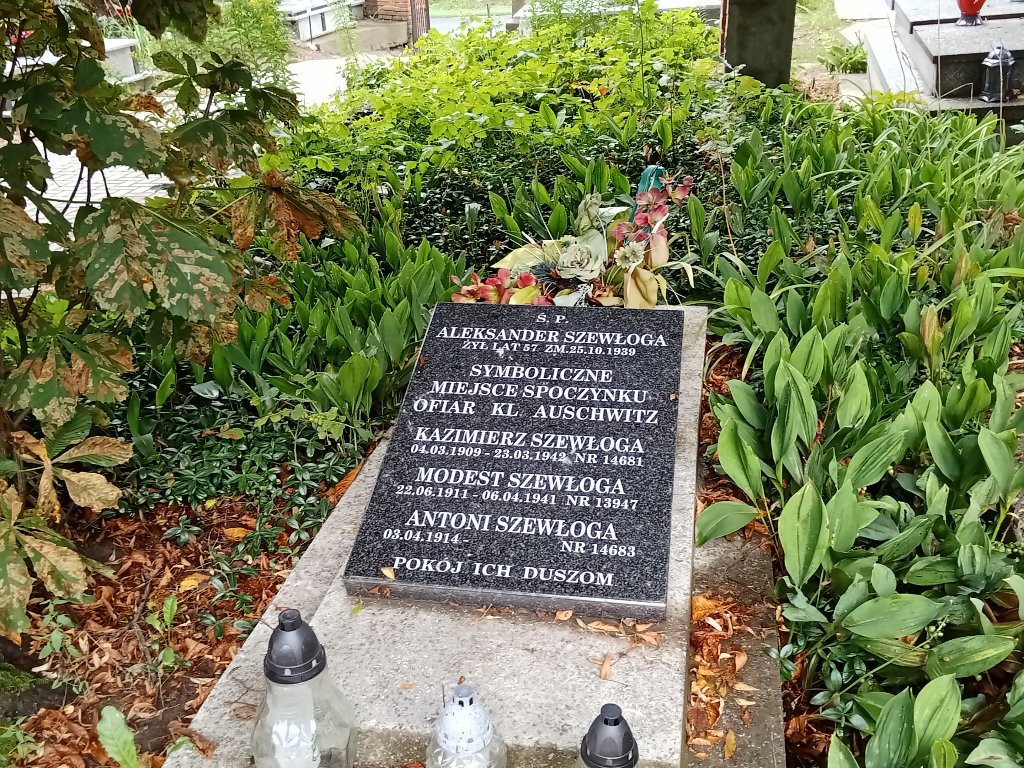 Ś. P.
ALEKSANDER SZEWŁOGA
ŻYŁ LAT 57 ZM.25.10.1939
SYMBOLICZNE
MIEJSCE SPOCZYNKU
OFIAR KL. AUSCHWITZ
KAZIMIERZ SZEWŁOGA
04.03.1909 - 23.03.1942 NR 14681
MODEST SZEWŁOGA
22.06.1911 - 06.04.1941 NR 13947
ANTONI SZEWŁOGA
03.04.1914 - NR 14683
POKÓJ ICH DUSZOM